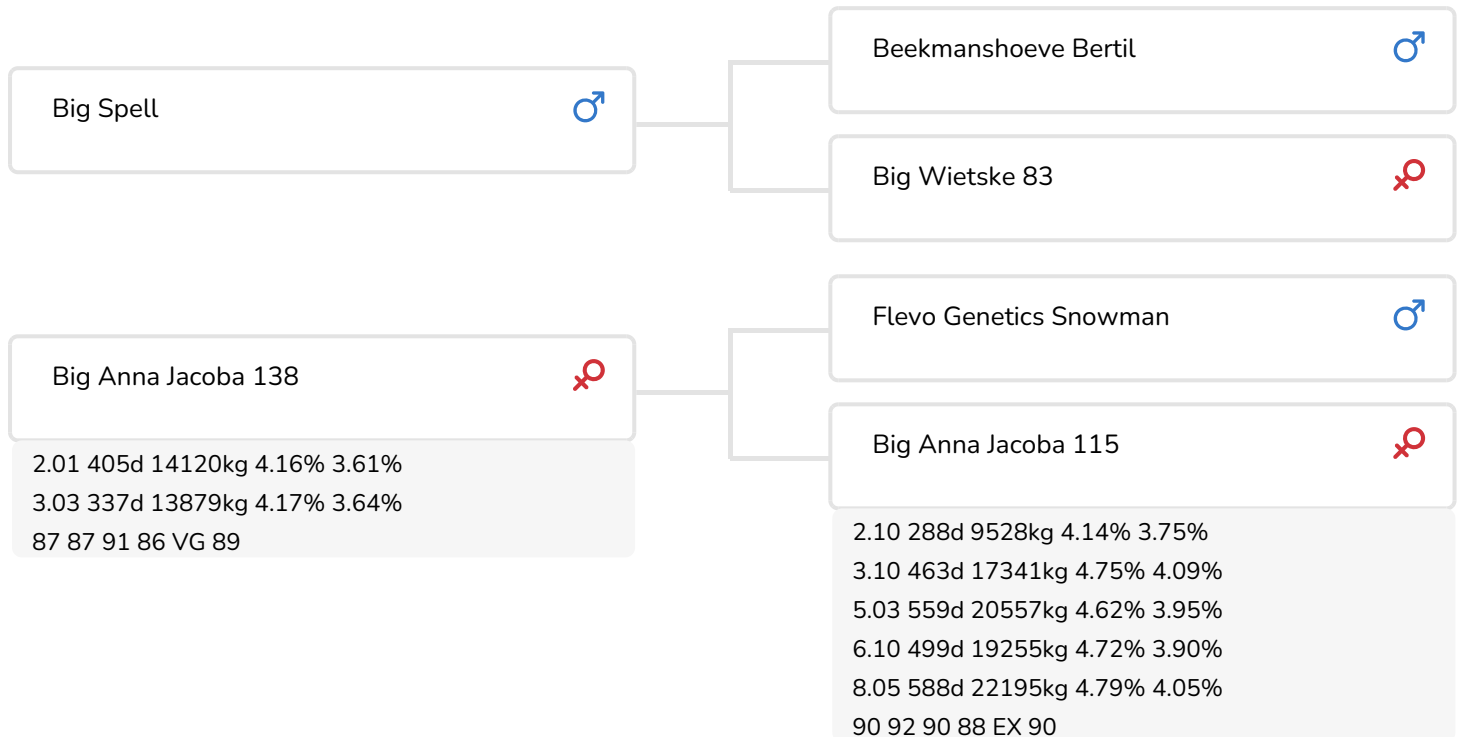 Big Spell
Beekmanshoeve Bertil
Big Wietske 83
Big Anna Jacoba 138
2.01 405d 14120kg 4.16% 3.61%
3.03 337d 13879kg 4.17% 3.64%
87 87 91 86 VG 89
Flevo Genetics Snowman
Big Anna Jacoba 115
2.10 288d 9528kg 4.14% 3.75%
3.10 463d 17341kg 4.75% 4.09%
5.03 559d 20557kg 4.62% 3.95%
6.10 499d 19255kg 4.72% 3.90%
8.05 588d 22195kg 4.79% 4.05%
90 92 90 88 EX 90